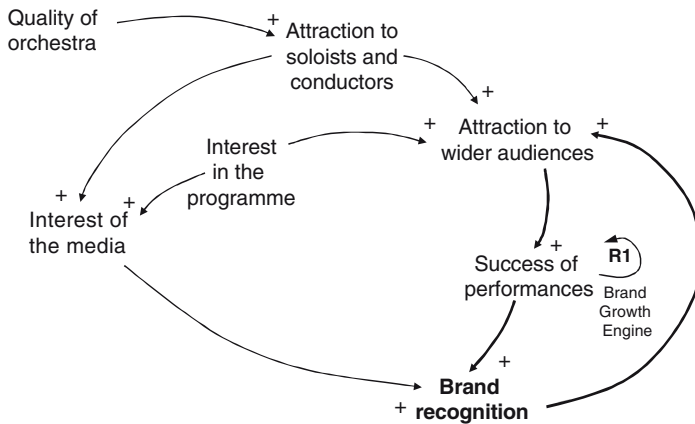 Quality of
orchestra
+
Attraction to
soloists and
conductors
+
+
Attraction to
wider audiences
+
Interest
in the
programme
+
+
Interest of
the media
+
Success of
performances
R1
Brand
Growth
Engine
+
+
Brand
recognition